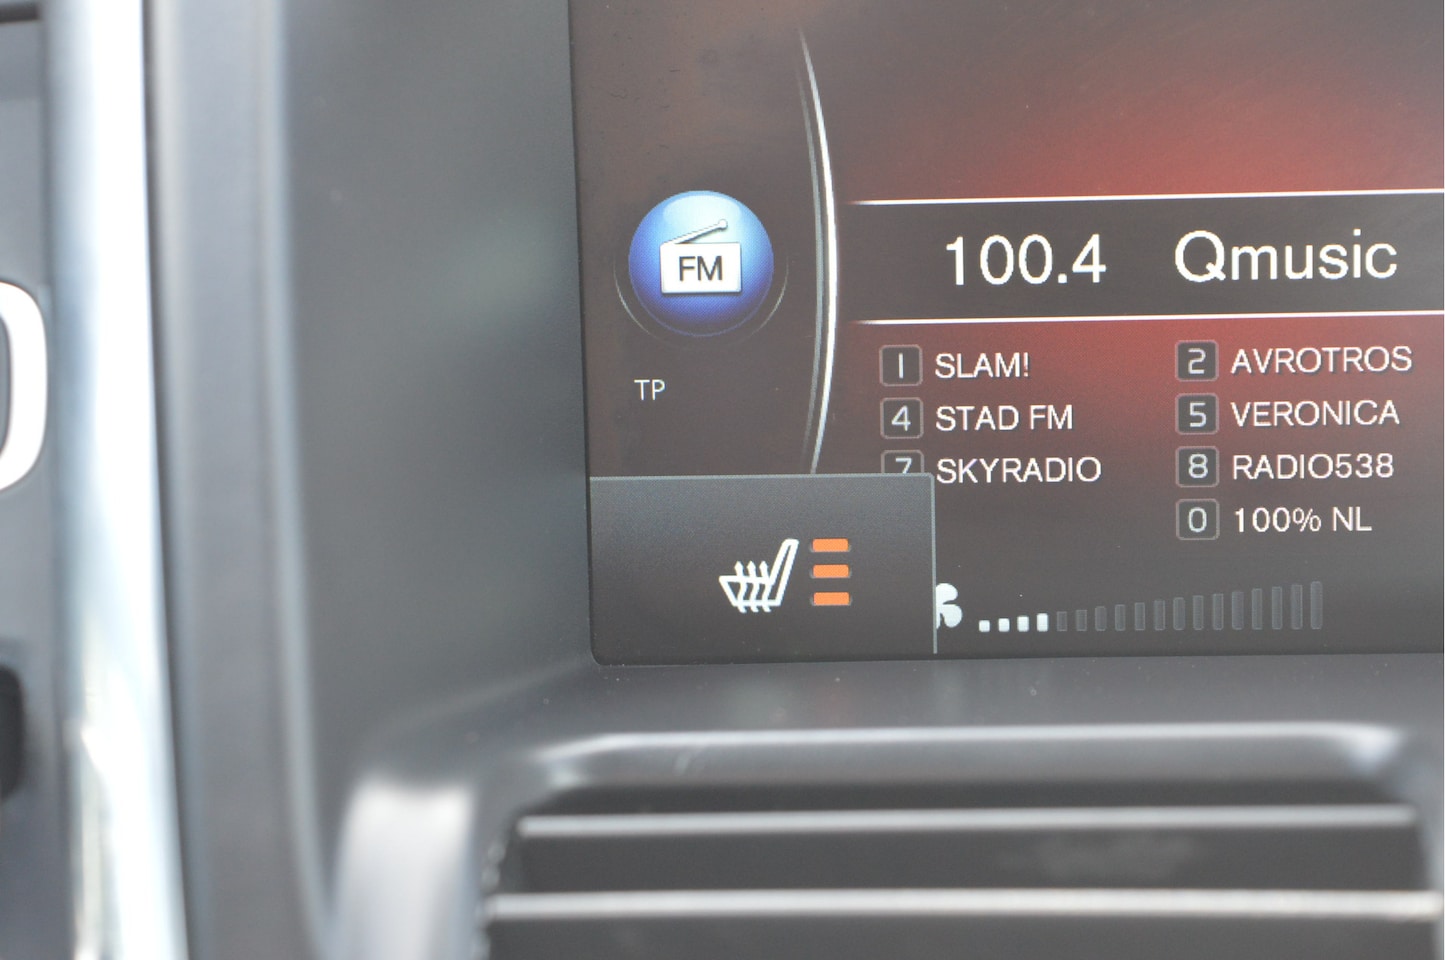 FM
100.4 Qmusic
TP
1 SLAM! 2 AVROTROS
4 STAD FM 5 VERONICA
7 SKYRADIO 8 RADIO538
0 100% NL